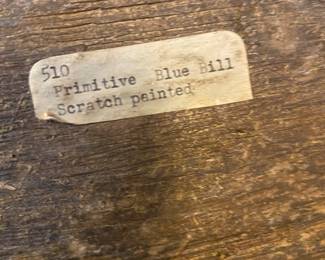 510
Primitive Blue Bill
Scratch painted